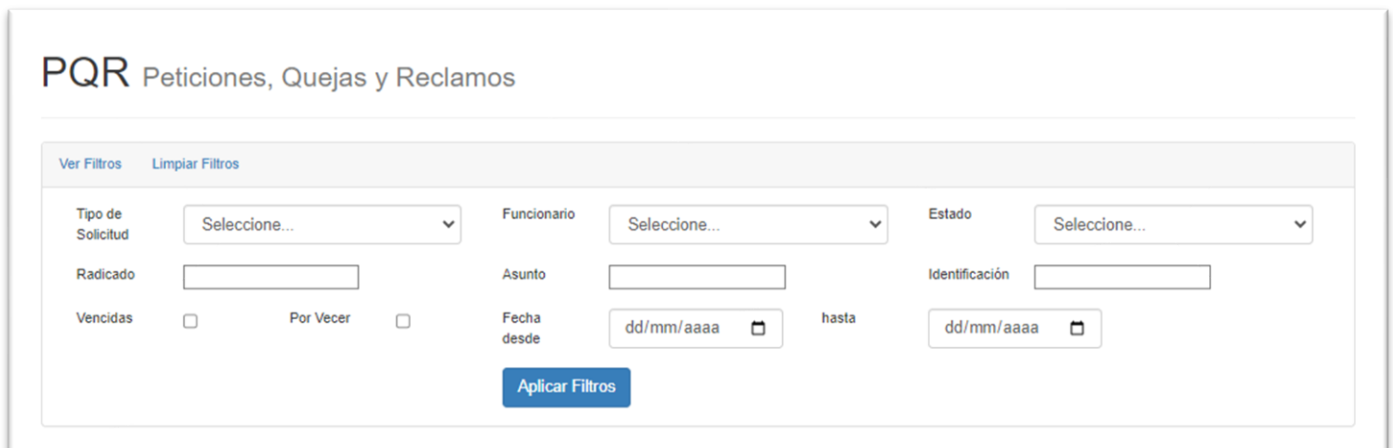 PQR Peticiones, Quejas y Reclamos
Ver Filtros Limpiar Filtros
Tipo de Solicitud Seleccione... Funcionario Seleccione... Estado Seleccione...
Radicado Asunto Identificación
Vencidas Por Vecer Fecha desde dd/mm/aaaa hasta dd/mm/aaaa
Aplicar Filtros